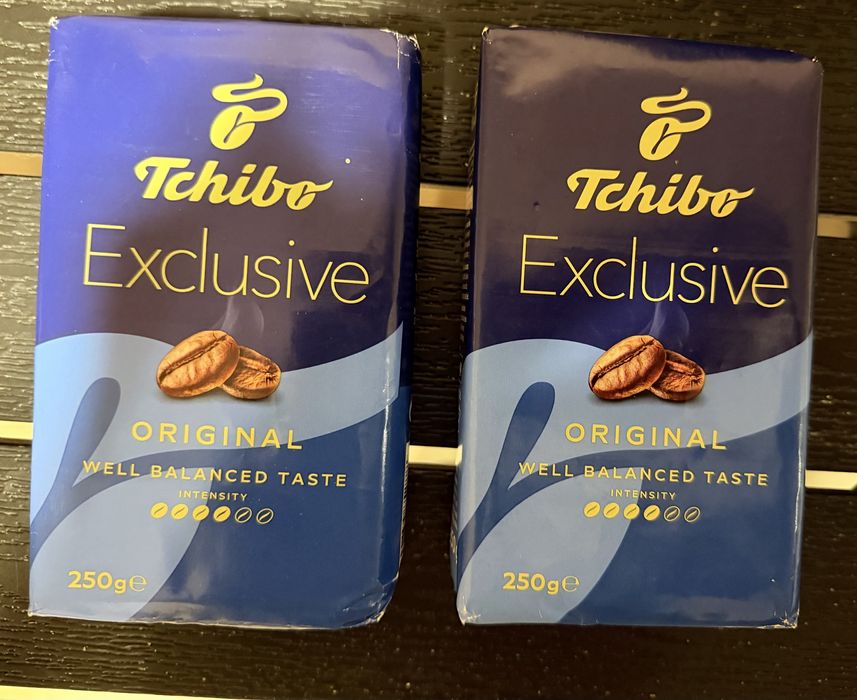 Tchibo
Exclusive
ORIGINAL
WELL BALANCED TASTE
INTENSITY
250g℮
Tchibo
Exclusive
ORIGINAL
WELL BALANCED TASTE
INTENSITY
250g℮